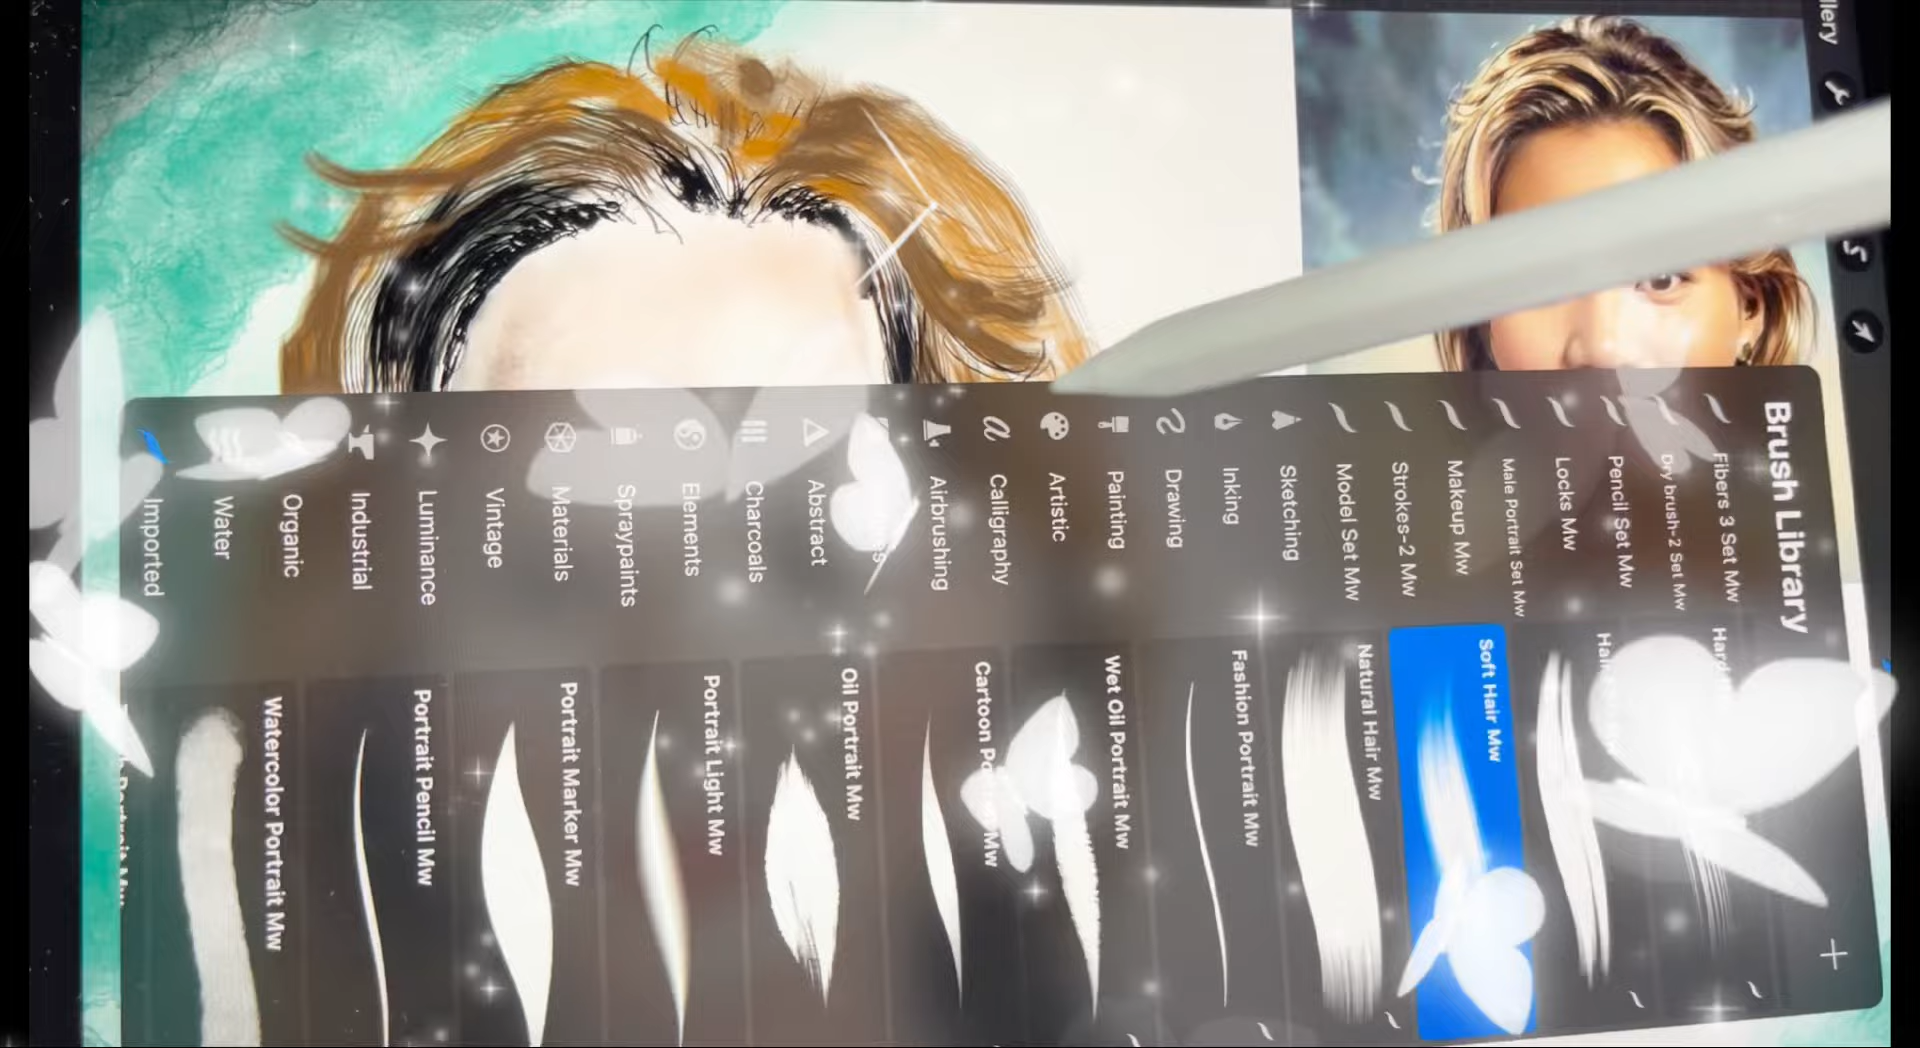 llery
Brush Library
Fibers 3 Set Mw
Dry brush-2 Set Mw
Pencil Set Mw
Locks Mw
Male Portrait Set Mw
Makeup Mw
Strokes-2 Mw
Model Set Mw
Sketching
Inking
Drawing
Painting
Artistic
Calligraphy
Airbrushing
Abstract
Charcoals
Elements
Spraypaints
Materials
Vintage
Luminance
Industrial
Organic
Water
Imported
Soft Hair Mw
Natural Hair Mw
Fashion Portrait Mw
Wet Oil Portrait Mw
Cartoon Mw
Oil Portrait Mw
Portrait Light Mw
Portrait Marker Mw
Portrait Pencil Mw
Watercolor Portrait Mw